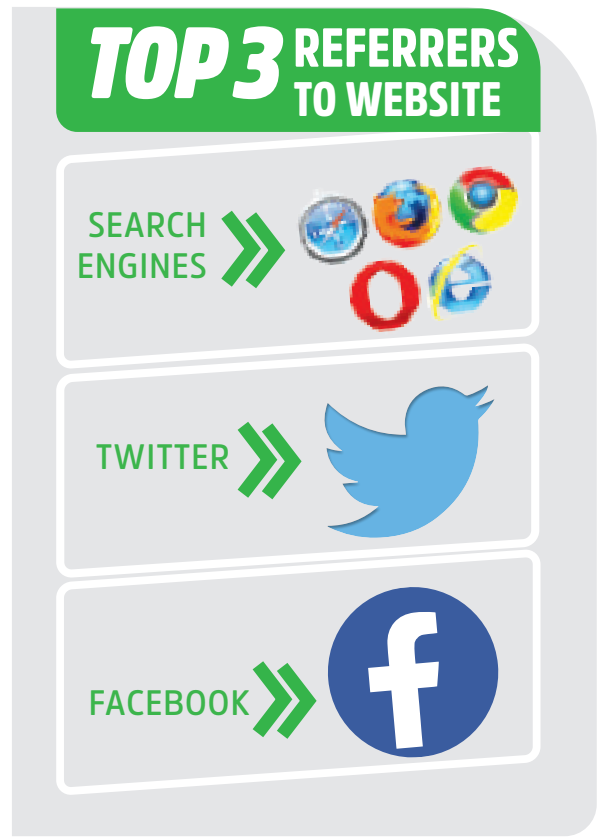 TOP 3 REFERRERS
TO WEBSITE
SEARCH
ENGINES
TWITTER
FACEBOOK